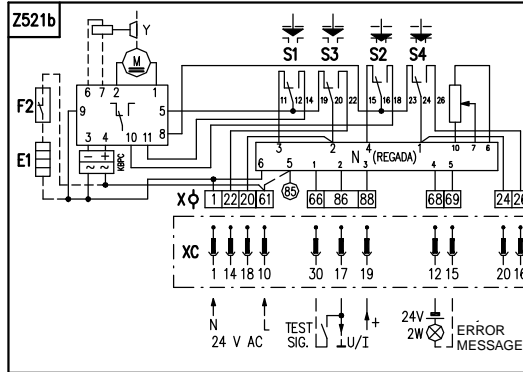 Z521b
S1 S3 S2 S4
Y
M
6 7 2 1
F2
9 5
8
3 4 10 11
E1
KBPC
11 12 14 19 20 22 15 16 18 23 24 26
10 7 6
3 2 4 1
N (REGADA)
6 5 1 2 3 4 5
85
X 1 22 20 61 66 86 88 68 69 24 26
XC
1 14 18 10 30 17 19 12 15 20 16
N L
24 V AC
TEST
SIG.
U/I
+
24V
2W
ERROR
MESSAGE